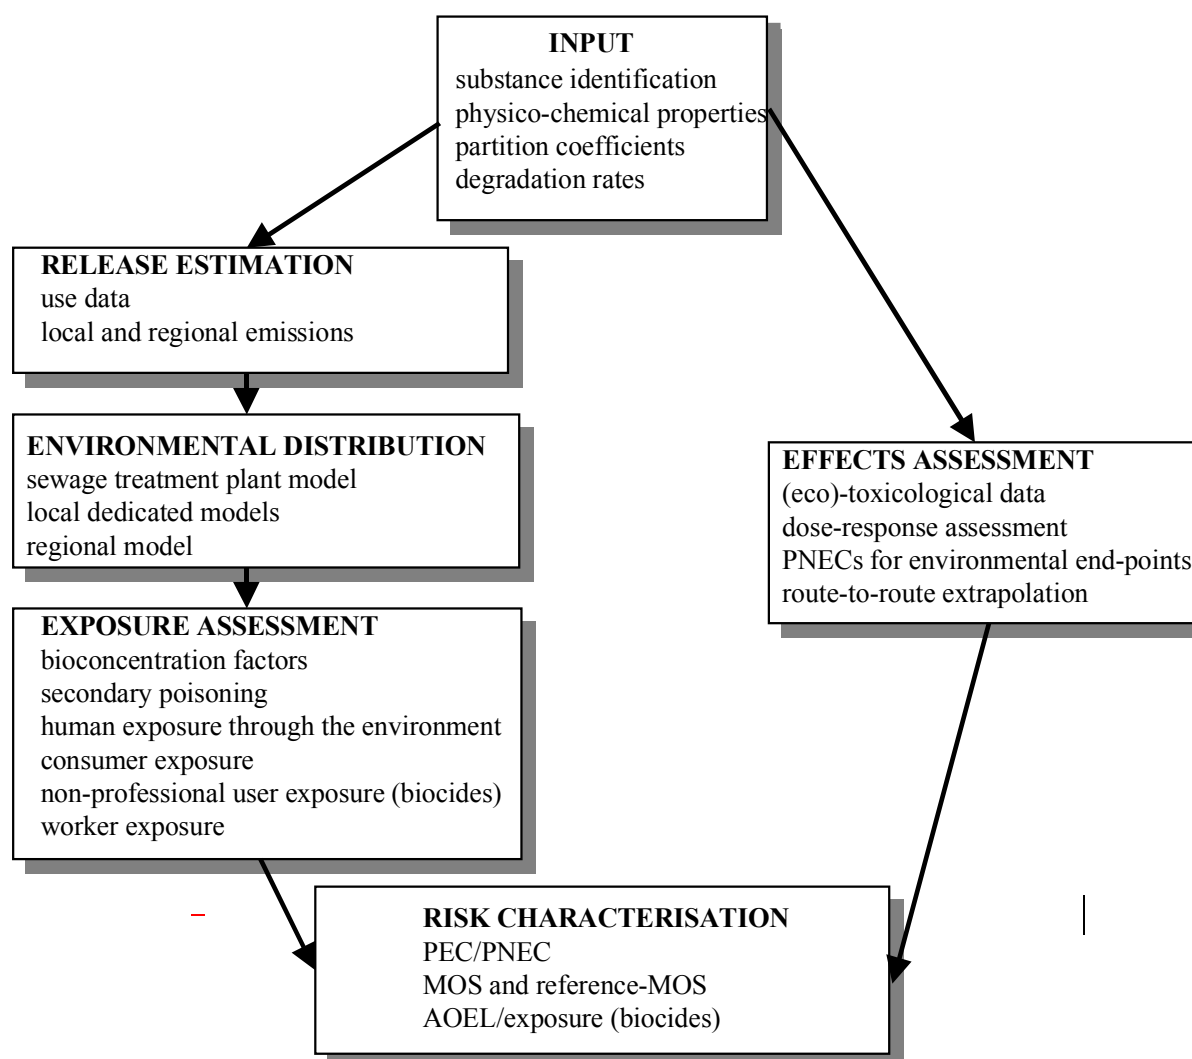 INPUT
substance identification
physico-chemical properties
partition coefficients
degradation rates
RELEASE ESTIMATION
use data
local and regional emissions
ENVIRONMENTAL DISTRIBUTION
sewage treatment plant model
local dedicated models
regional model
EFFECTS ASSESSMENT
(eco)-toxicological data
dose-response assessment
PNECs for environmental end-points
route-to-route extrapolation
EXPOSURE ASSESSMENT
bioconcentration factors
secondary poisoning
human exposure through the environment
consumer exposure
non-professional user exposure (biocides)
worker exposure
RISK CHARACTERISATION
PEC/PNEC
MOS and reference-MOS
AOEL/exposure (biocides)